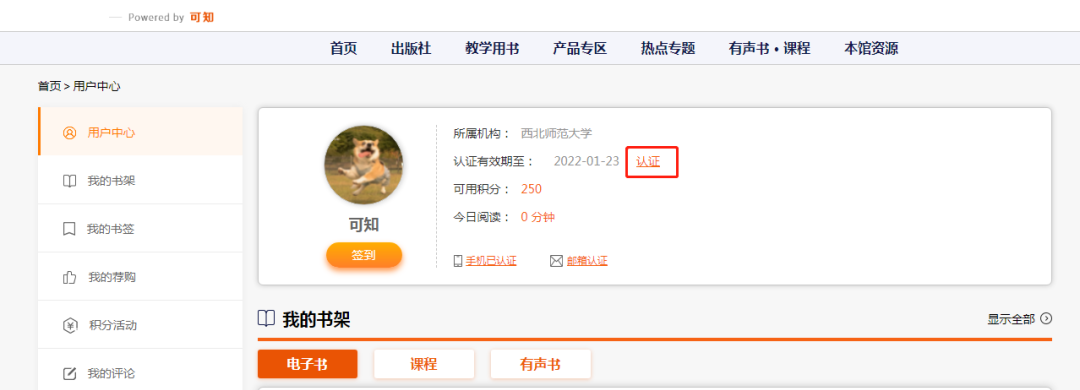 Powered by 可知
首页 出版社 教学用书 产品专区 热点专题 有声书•课程 本馆资源
首页 > 用户中心
用户中心
我的书架
我的书签
我的荐购
积分活动
我的评论
可知
签到
所属机构： 西北师范大学
认证有效期至： 2022-01-23 认证
可用积分： 250
今日阅读： 0 分钟
手机已认证 邮箱认证
我的书架 显示全部
电子书 课程 有声书